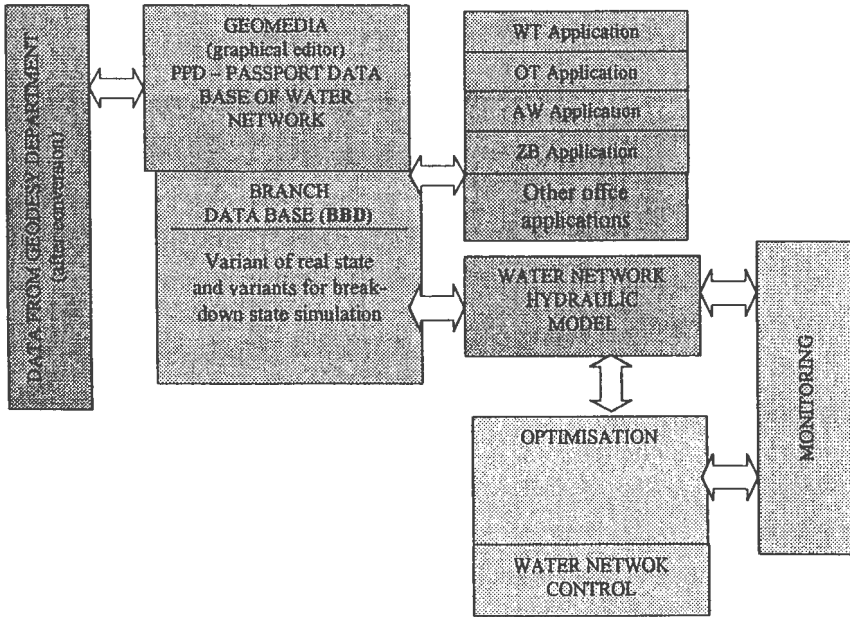 DATA FROM GEODESY DEPARTMENT
(after conversion)
GEOMEDIA
(graphical editor)
PPD – PASSPORT DATA
BASE OF WATER
NETWORK
BRANCH
DATA BASE (BBD)
Variant of real state
and variants for break-
down state simulation
WT Application
OT Application
AW Application
ZB Application
Other offce
applications
WATER NETWORK
HYDRAULIC
MODEL
OPTIMISATION
WATER NETWOK
CONTROL
MONITORING